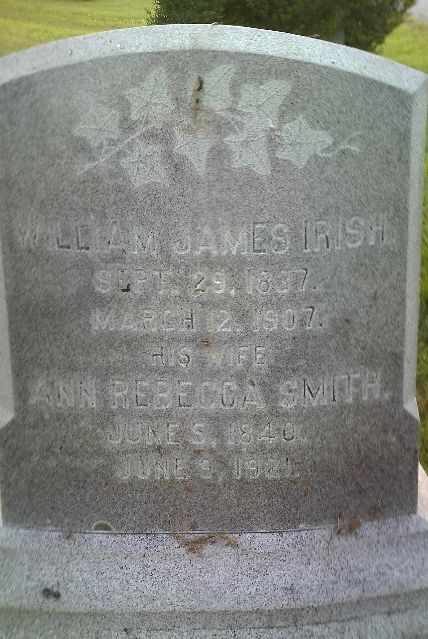 WILLIAM JAMES IRISH.
SEPT. 29, 1837.
MARCH 12, 1907.
HIS WIFE
ANN REBECCA SMITH.
JUNE 5, 1840.
JUNE 9,